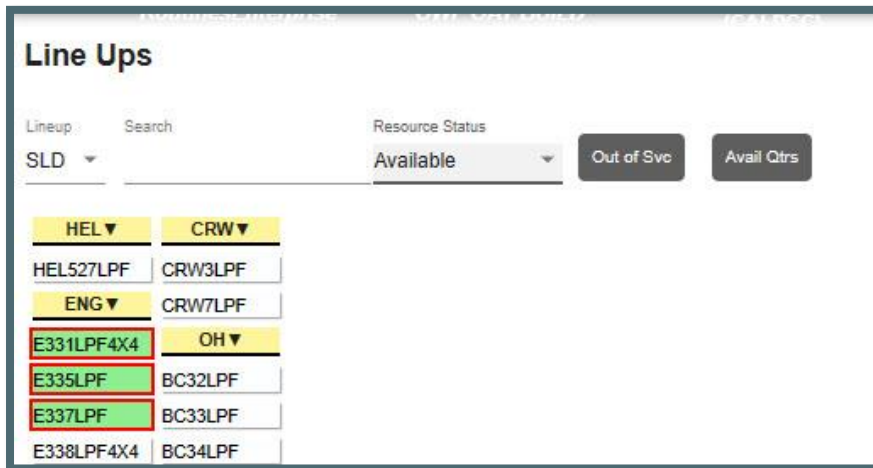 Line Ups
Lineup Search Resource Status
SLD Available Out of Svc Avail Qtrs
HEL▼ CRW▼
HEL527LPF CRW3LPF
ENG▼ CRW7LPF
E331LPF4X4 OH▼
E335LPF BC32LPF
E337LPF BC33LPF
E338LPF4X4 BC34LPF